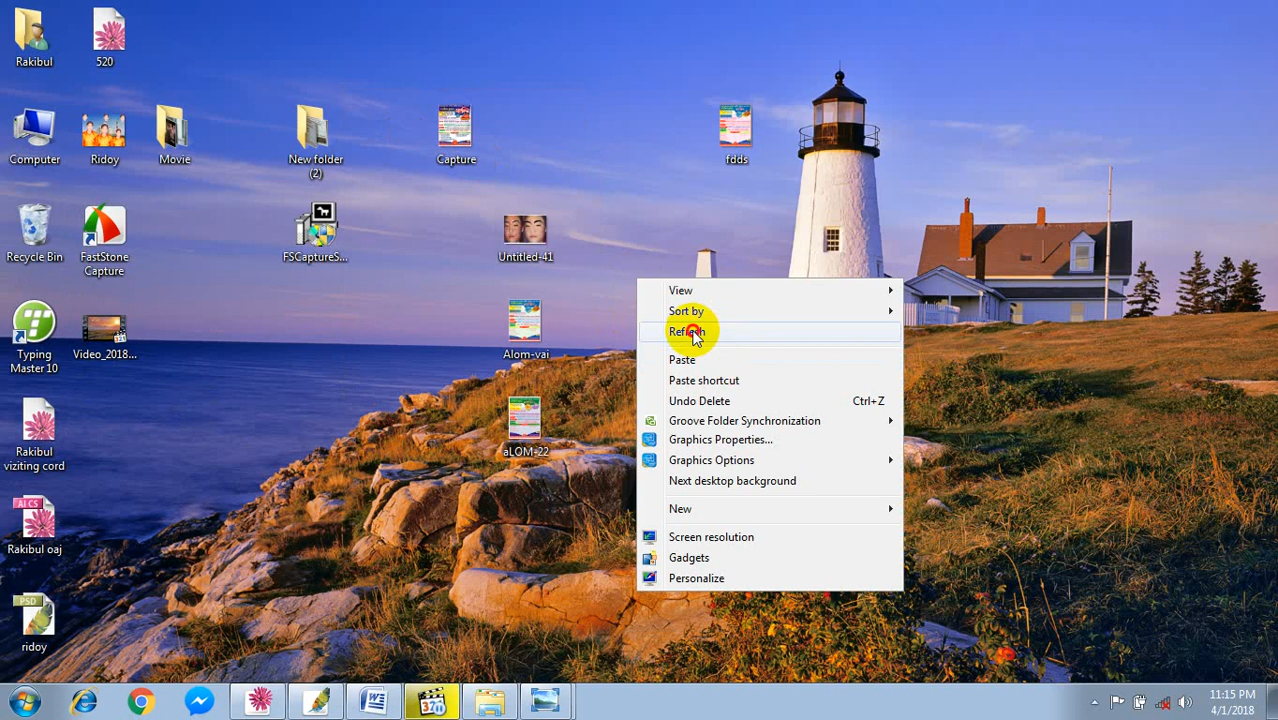 Rakibul
520
Computer
Ridoy
Movie
New folder
(2)
Capture
fdds
Recycle Bin
FastStone
Capture
FSCaptureS...
Untitled-41
Typing
Master 10
Video_2018...
Alom-vai
Rakibul
viziting cord
aLOM-22
AI CS
Rakibul oaj
PSD
ridoy
View
Sort by
Refresh
Paste
Paste shortcut
Undo Delete Ctrl+Z
Groove Folder Synchronization
Graphics Properties...
Graphics Options
Next desktop background
New
Screen resolution
Gadgets
Personalize
11:15 PM
4/1/2018